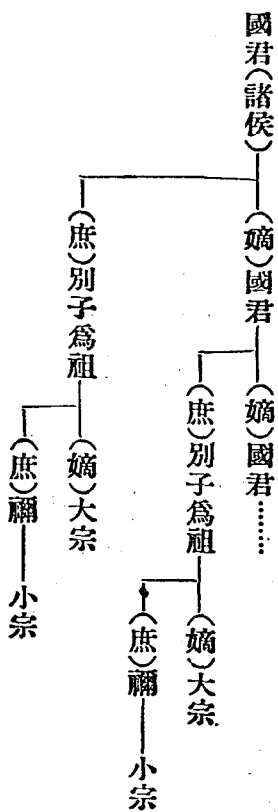 國君(諸侯)
(嫡)國君
(嫡)國君………
(庶)別子爲祖
(嫡)大宗
(庶)禰
小宗
(庶)別子爲祖
(嫡)大宗
(庶)禰
小宗